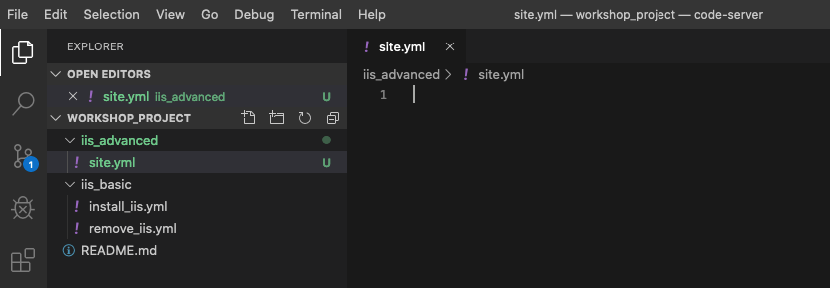 File Edit Selection View Go Debug Terminal Help site.yml — workshop_project — code-server
EXPLORER
OPEN EDITORS
! site.yml iis_advanced U
WORKSHOP_PROJECT
iis_advanced
! site.yml U
iis_basic
! install_iis.yml
! remove_iis.yml
README.md
1
! site.yml
iis_advanced > ! site.yml
1